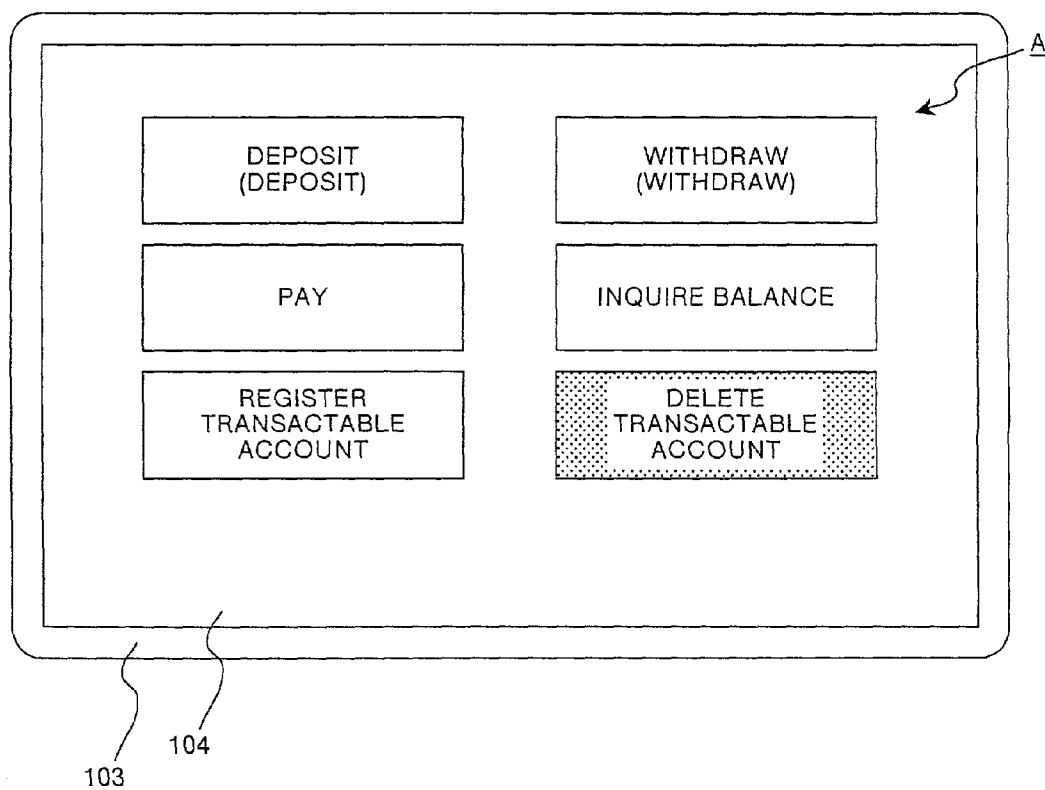 A
DEPOSIT
(DEPOSIT)
WITHDRAW
(WITHDRAW)
PAY
INQUIRE BALANCE
REGISTER
TRANSACTABLE
ACCOUNT
DELETE
TRANSACTABLE
ACCOUNT
104
103